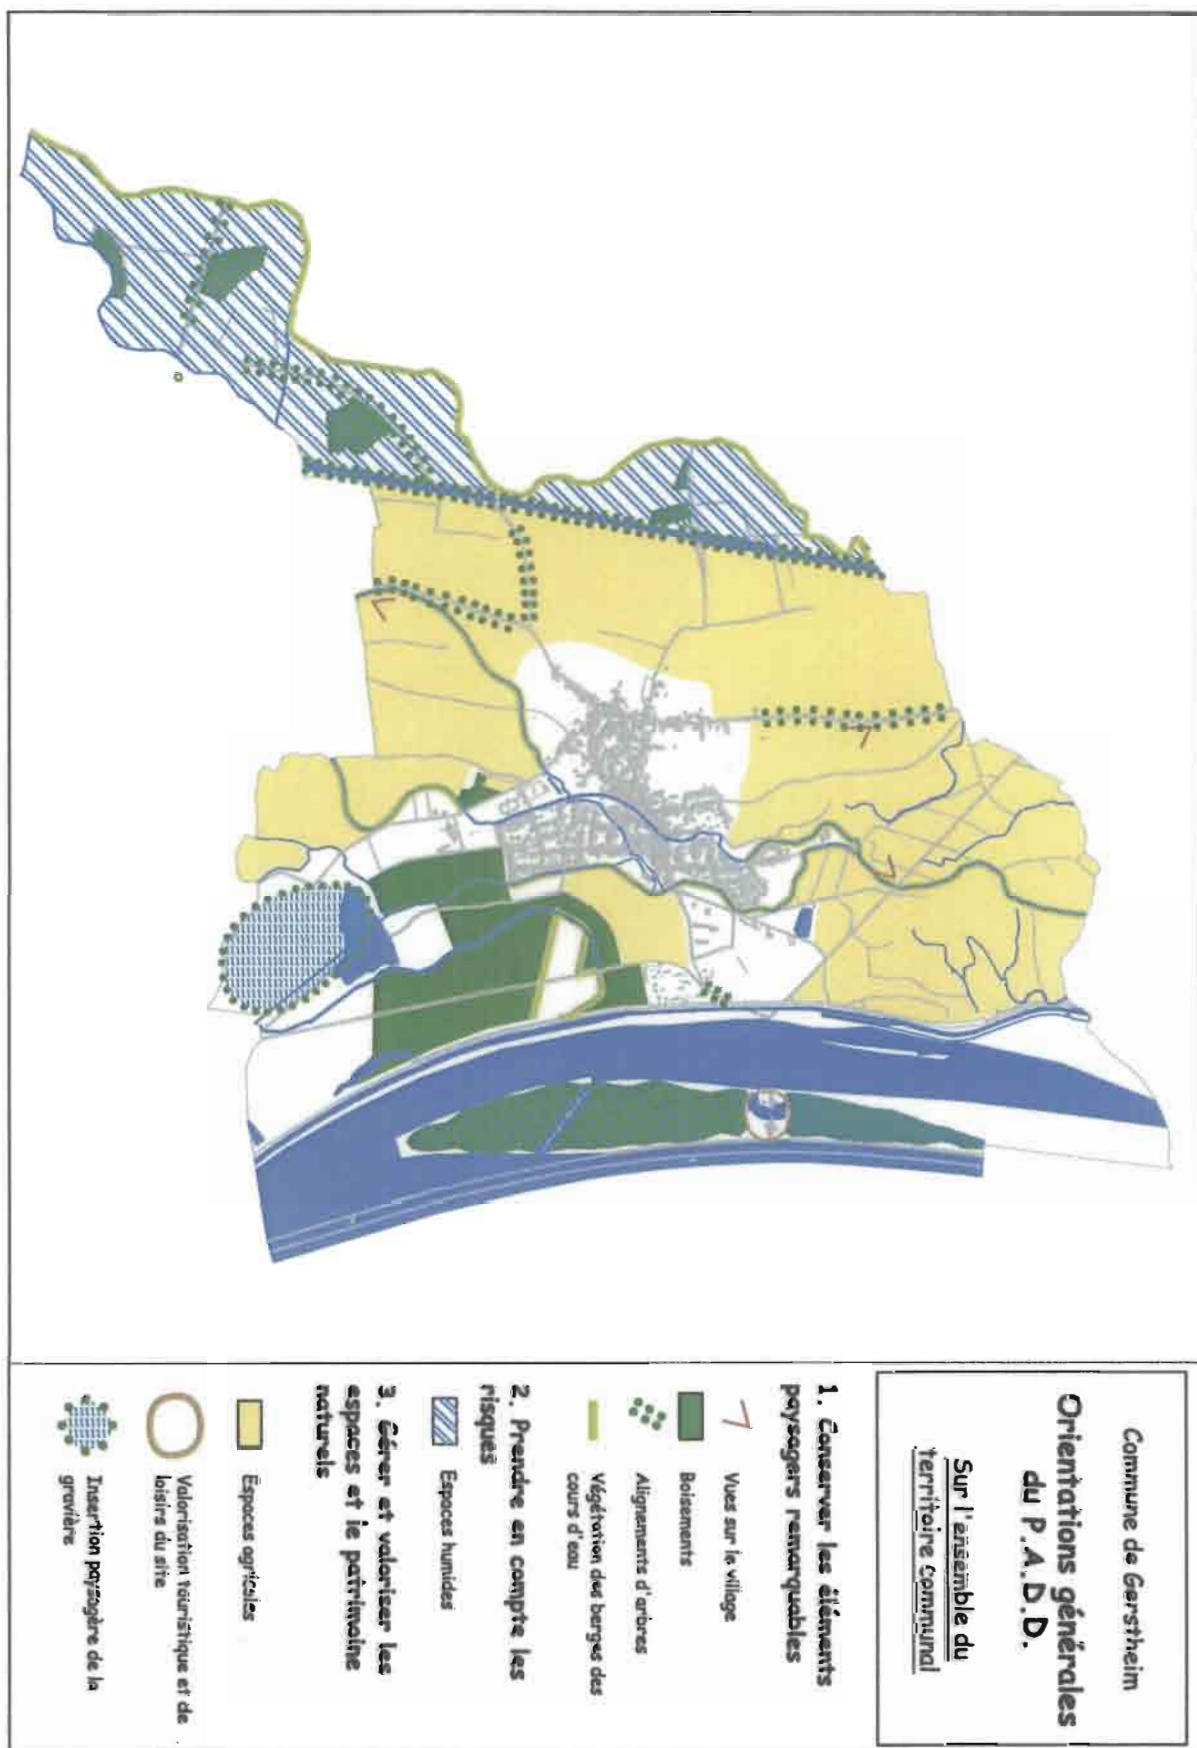 Commune de Gerstheim
Orientations générales
du P.A.D.D.
Sur l'ensemble du
territoire communal
1. Conserver les éléments
paysagers remarquables
Vues sur le village
Boisements
Alignements d'arbres
Végétation des berges des
cours d'eau
2. Prendre en compte les
risques
Espaces humides
3. Gérer et valoriser les
espaces et le patrimoine
naturels
Espaces agricoles
Valorisation touristique et de
loisirs du site
Insertion paysagère de la
gravière